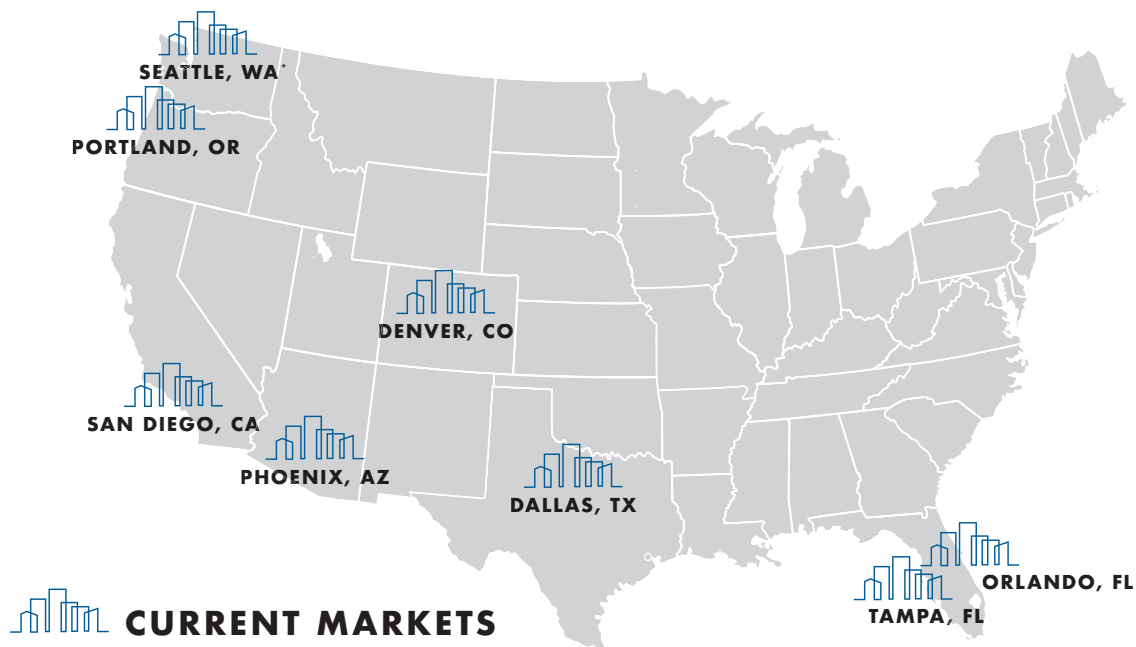 SEATTLE, WA*
PORTLAND, OR
DENVER, CO
SAN DIEGO, CA
PHOENIX, AZ
DALLAS, TX
ORLANDO, FL
TAMPA, FL
CURRENT MARKETS